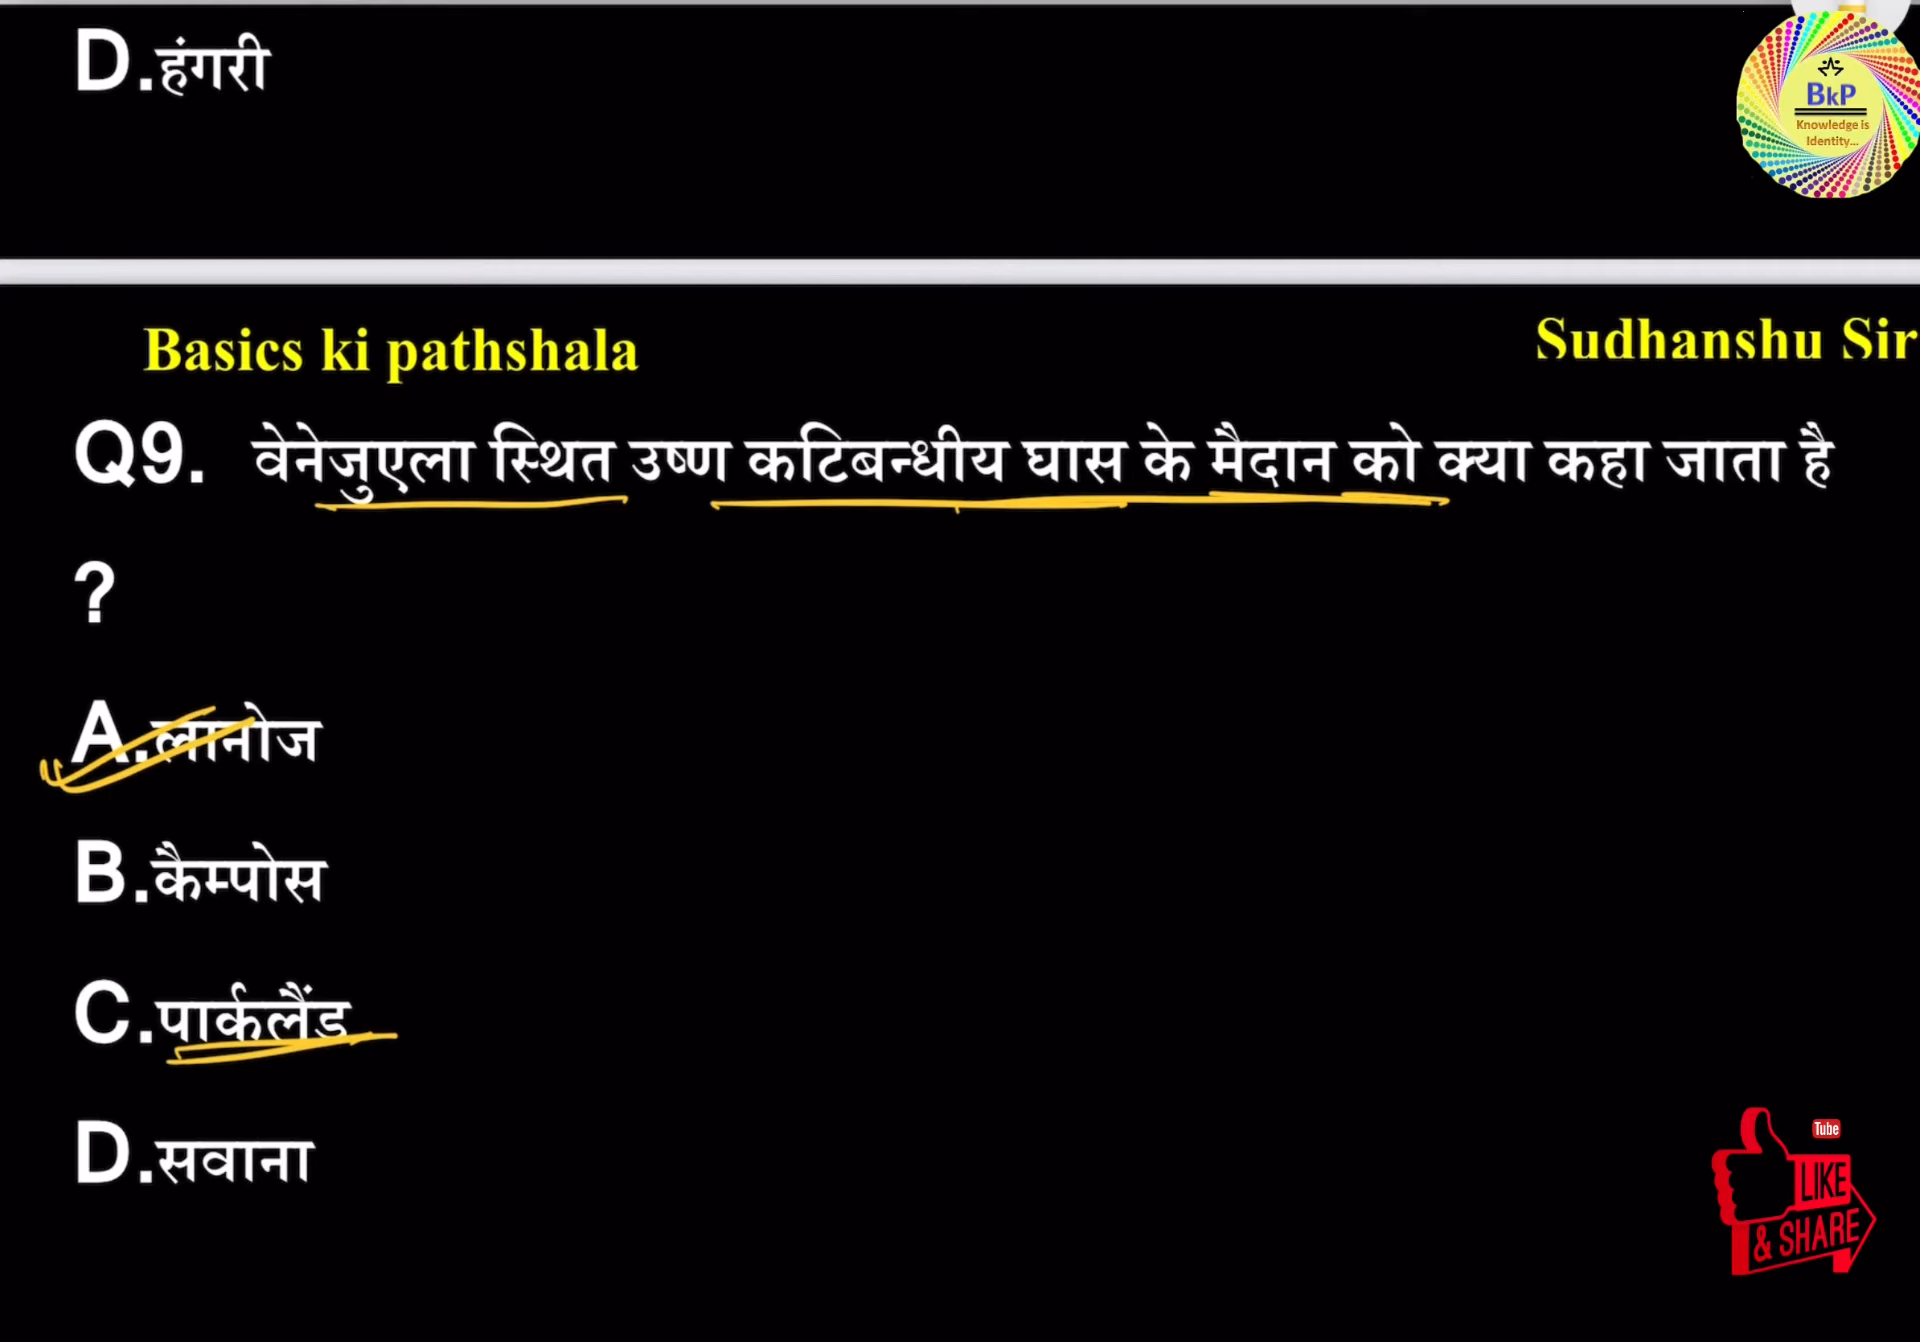 D.हंगरी
BkP
Knowledge is
Identity...
Basics ki pathshala
Sudhanshu Sir
Q9. वेनेजुएला स्थित उष्ण कटिबन्धीय घास के मैदान को क्या कहा जाता है
?
A.लानोज
B.कैम्पोस
C.पार्कलैंड
D.सवाना
Tube
LIKE
& SHARE